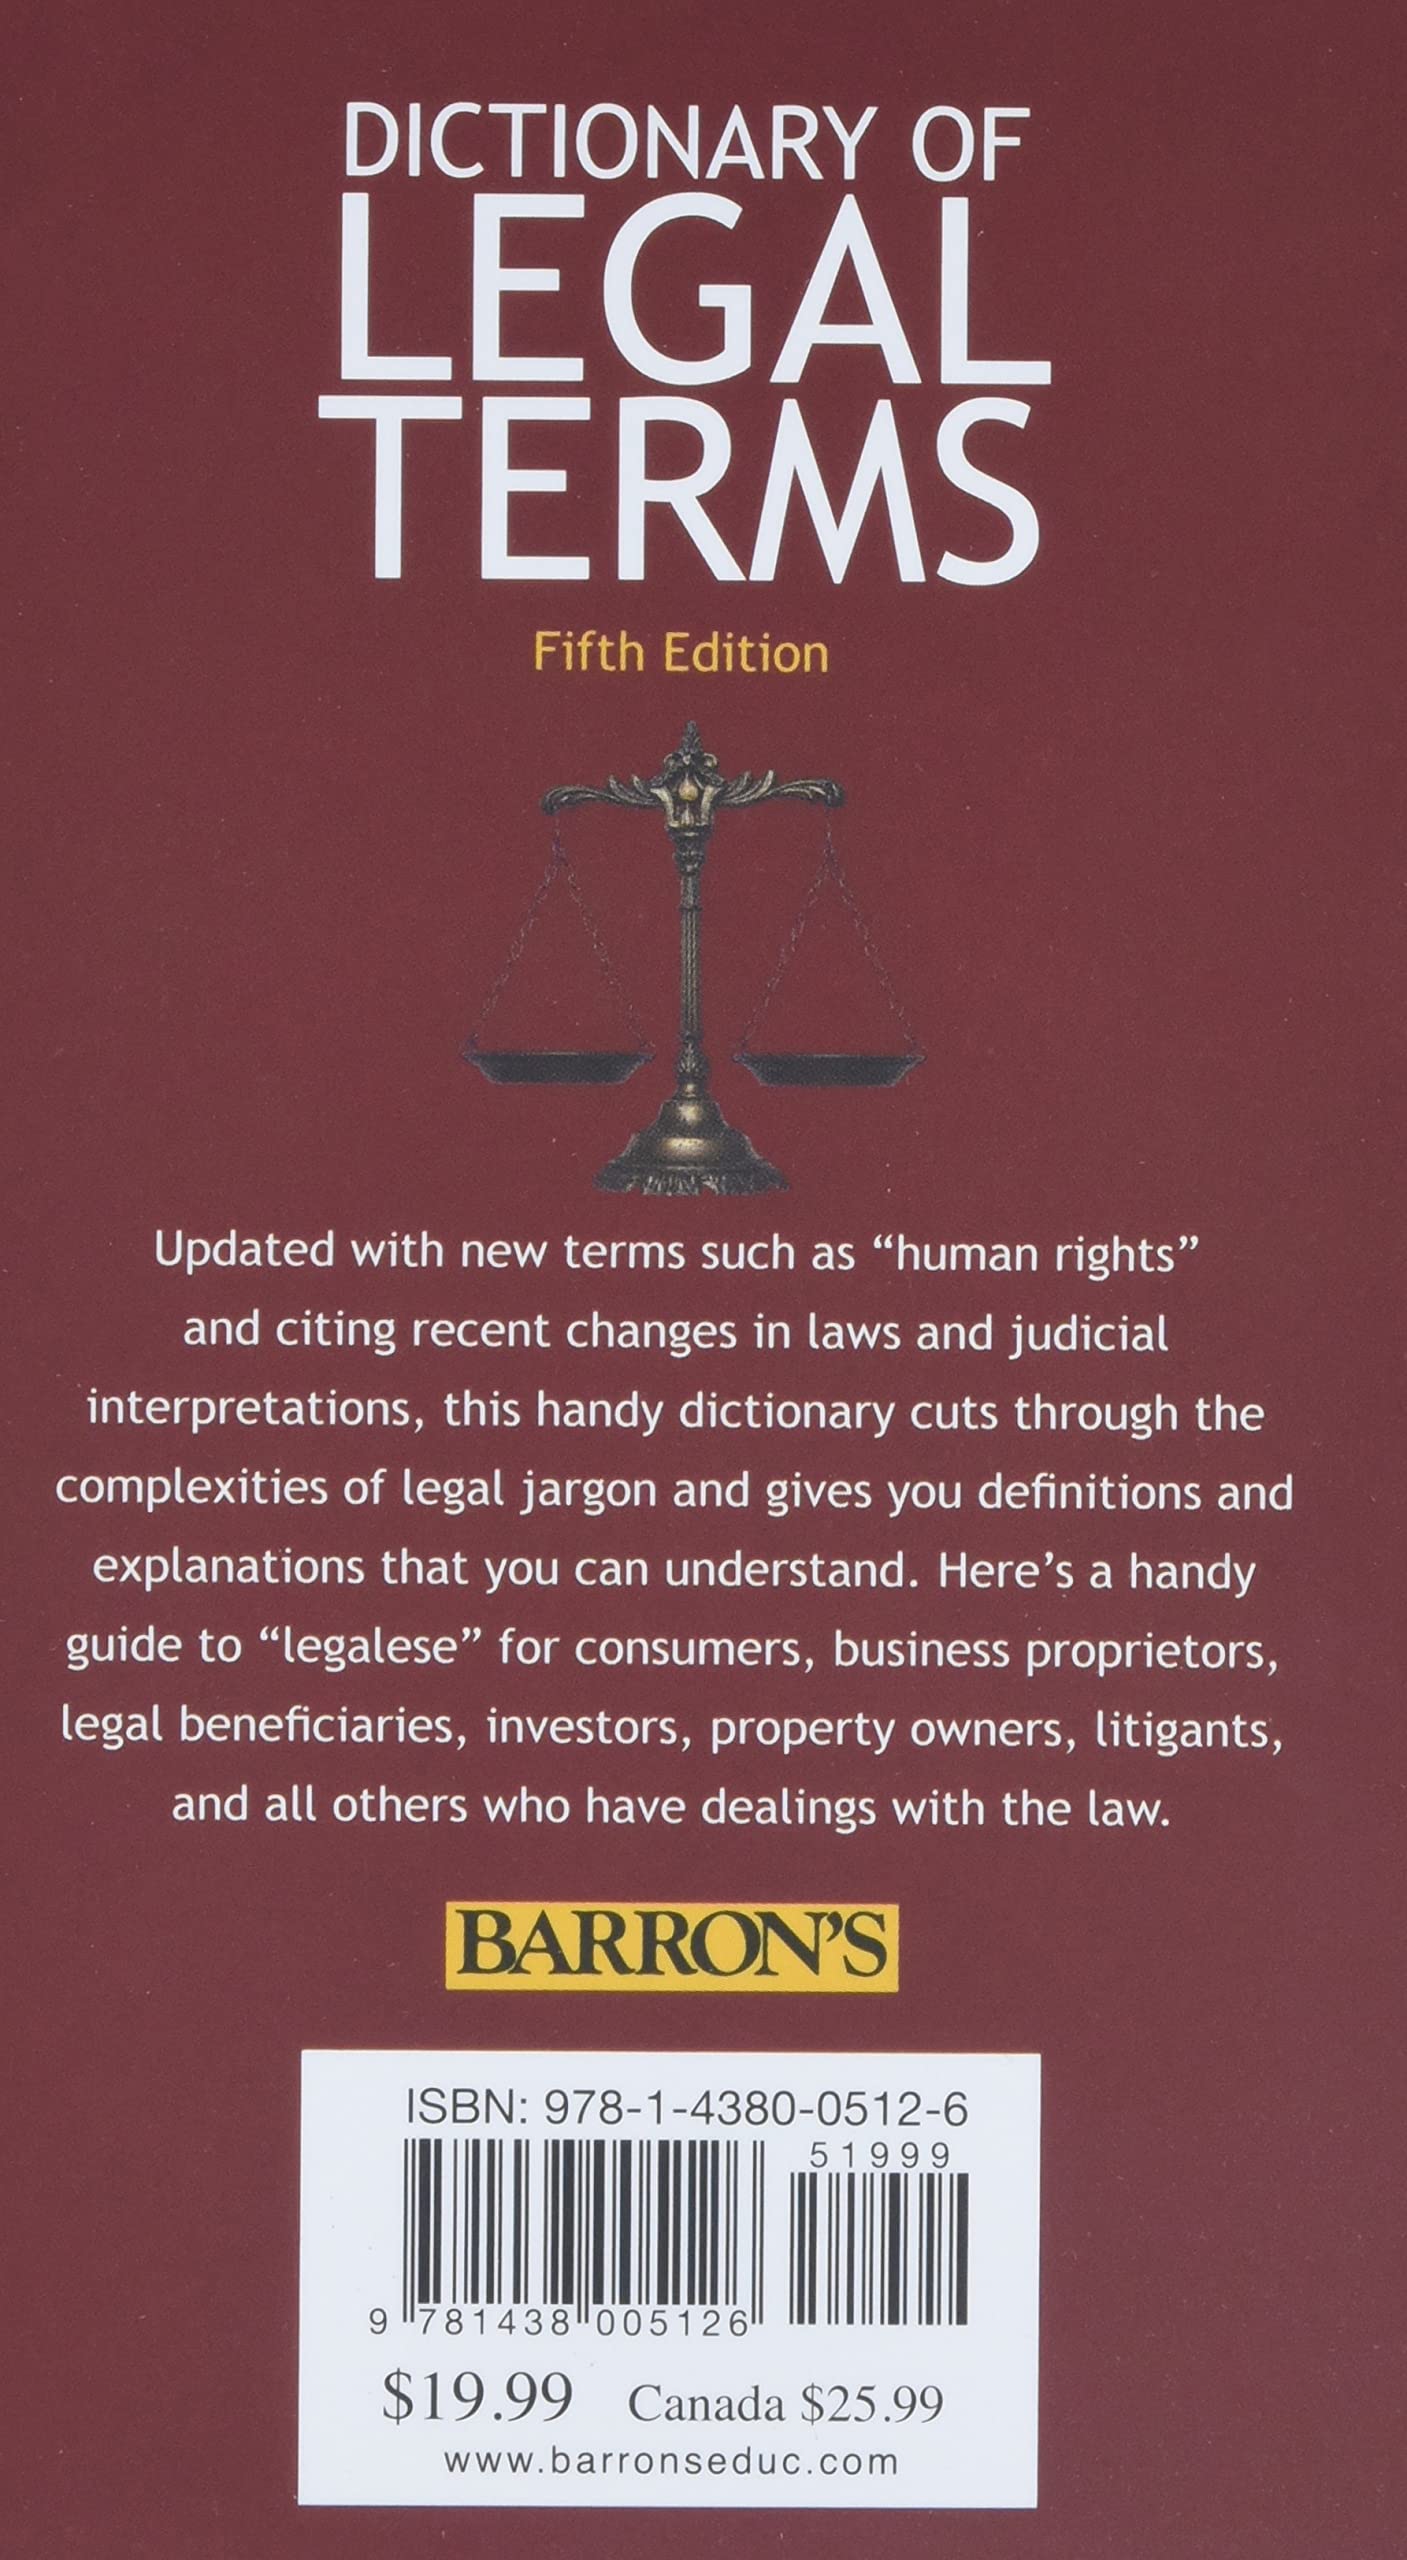 DICTIONARY OF
LEGAL
TERMS
Fifth Edition
Updated with new terms such as “human rights”
and citing recent changes in laws and judicial
interpretations, this handy dictionary cuts through the
complexities of legal jargon and gives you definitions and
explanations that you can understand. Here’s a handy
guide to “legalese” for consumers, business proprietors,
legal beneficiaries, investors, property owners, litigants,
and all others who have dealings with the law.
BARRON’S
ISBN: 978-1-4380-0512-6
51999
9 781438 005126
$19.99 Canada $25.99
www.barronseduc.com